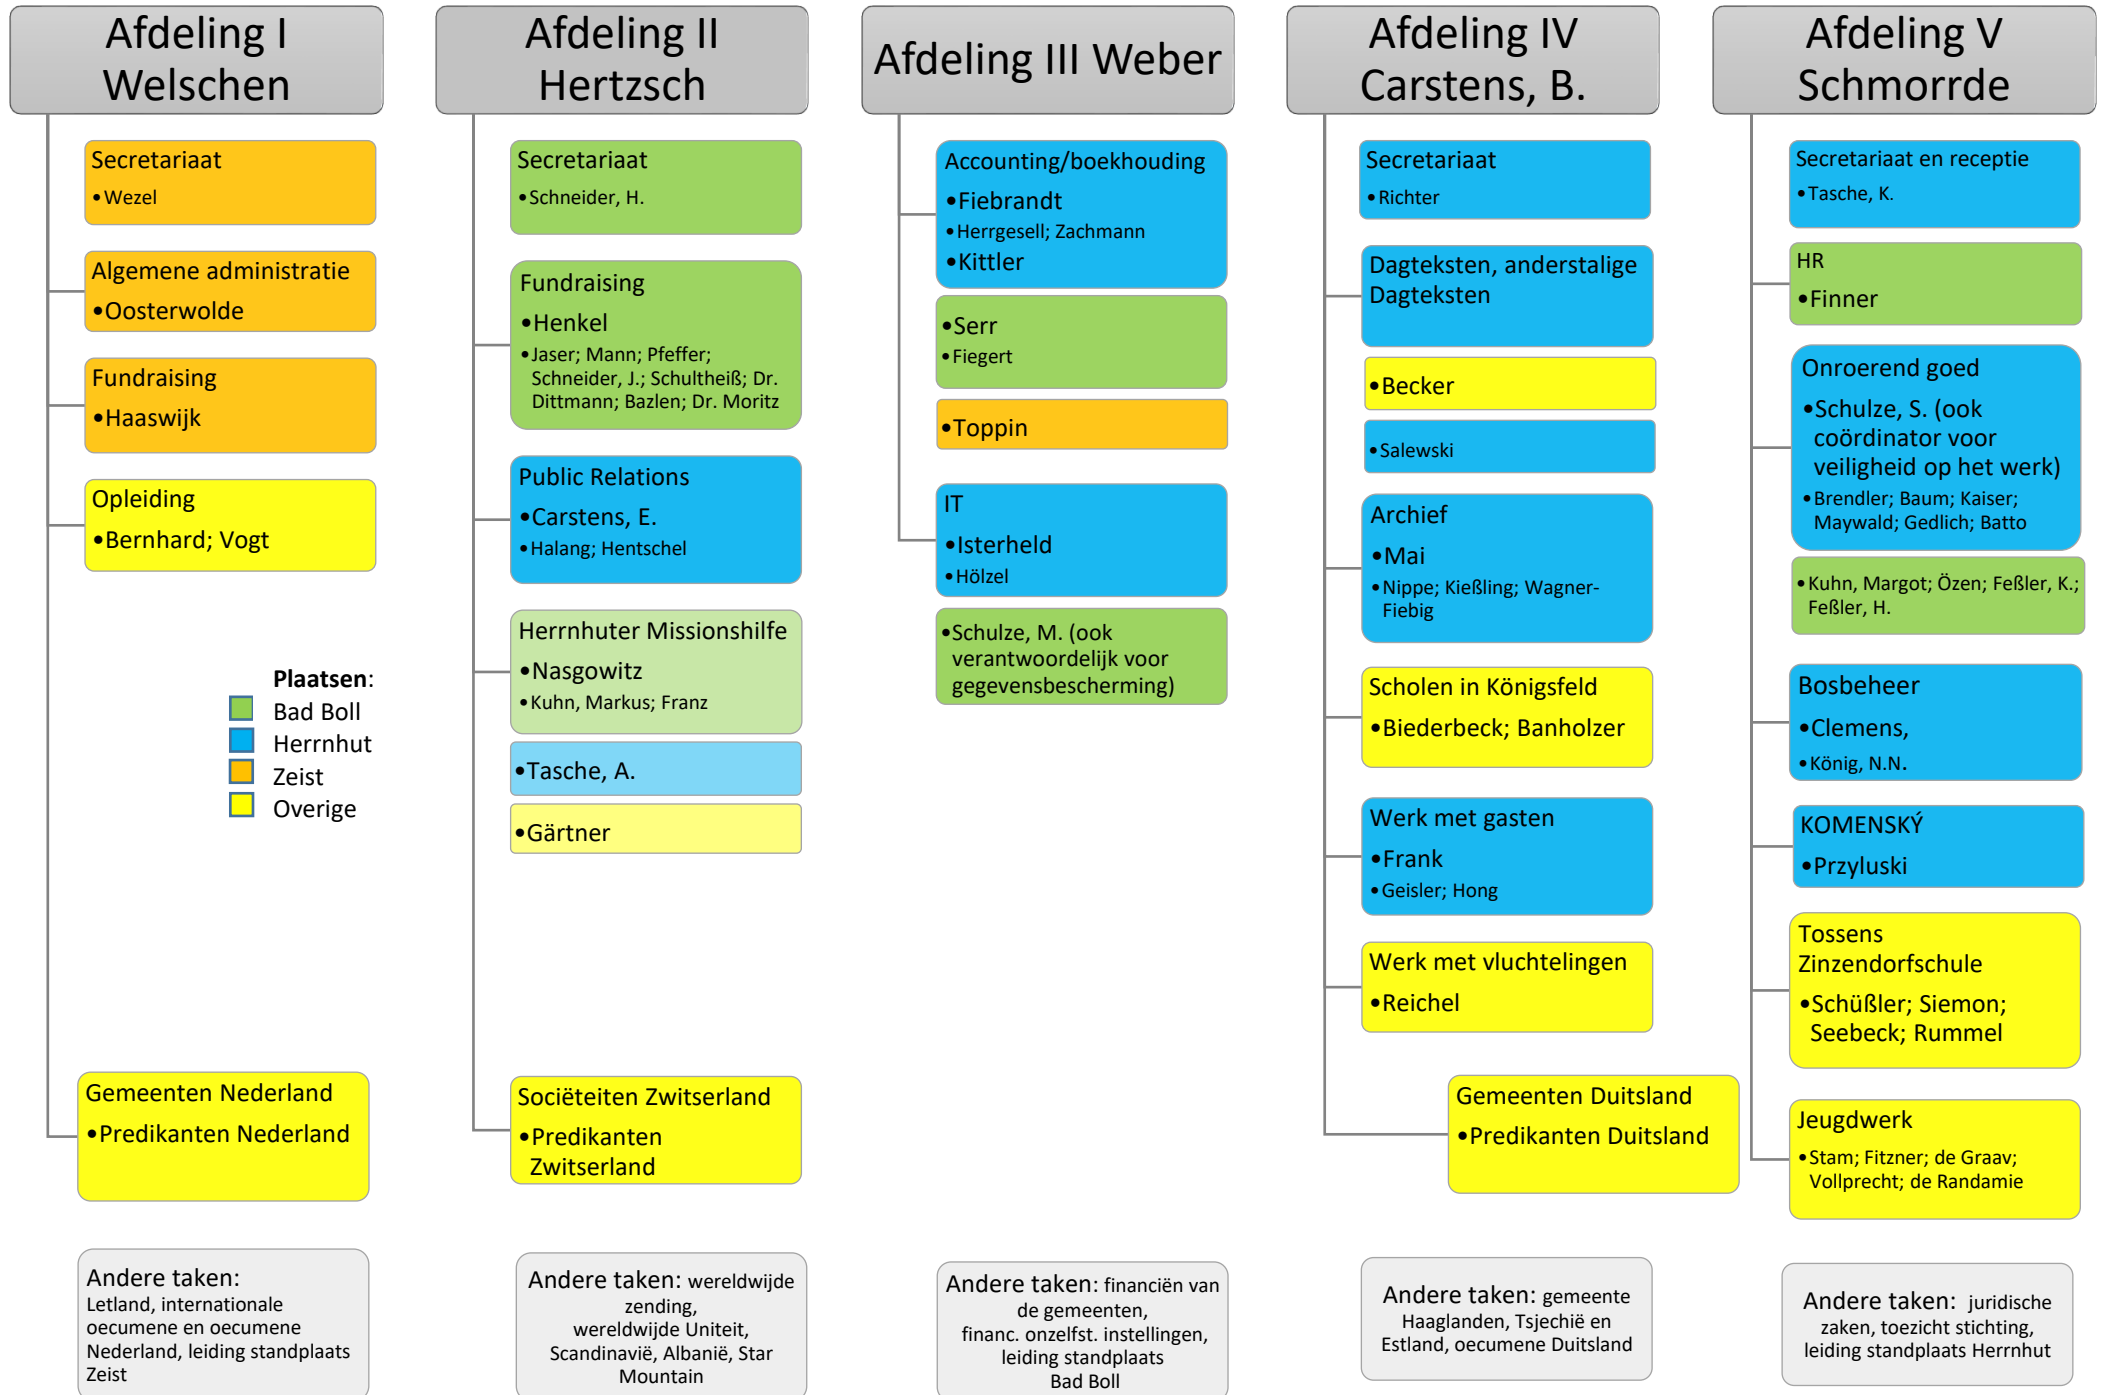 Afdeling I
Welschen
Secretariaat
•Wezel
Algemene administratie
•Oosterwolde
Fundraising
•Haaswijk
Opleiding
•Bernhard; Vogt
Plaatsen:
Bad Boll
Herrnhut
Zeist
Overige
Gemeenten Nederland
•Predikanten Nederland
Andere taken:
Letland, internationale
oecumene en oecumene
Nederland, leiding standplaats
Zeist
Afdeling II
Hertzsch
Secretariaat
•Schneider, H.
Fundraising
•Henkel
•Jaser; Mann; Pfeffer;
Schneider, J.; Schultheiß; Dr.
Dittmann; Bazlen; Dr. Moritz
Public Relations
•Carstens, E.
•Halang; Hentschel
Herrnhuter Missionshilfe
•Nasgowitz
•Kuhn, Markus; Franz
•Tasche, A.
•Gärtner
Sociëteiten Zwitserland
•Predikanten
Zwitserland
Andere taken: wereldwijde
zending,
wereldwijde Uniteit,
Scandinavië, Albanië, Star
Mountain
Afdeling III Weber
Accounting/boekhouding
•Fiebrandt
•Herrgesell; Zachmann
•Kittler
•Serr
•Fiegert
•Toppin
IT
•Isterheld
•Hölzel
•Schulze, M. (ook
verantwoordelijk voor
gegevensbescherming)
Andere taken: financiën van
de gemeenten,
financ. onzelfst. instellingen,
leiding standplaats
Bad Boll
Afdeling IV
Carstens, B.
Secretariaat
•Richter
Dagteksten, anderstalige
Dagteksten
•Becker
•Salewski
Archief
•Mai
•Nippe; Kießling; Wagner-
Fiebig
Scholen in Königsfeld
•Biederbeck; Banholzer
Werk met gasten
•Frank
•Geisler; Hong
Werk met vluchtelingen
•Reichel
Gemeenten Duitsland
•Predikanten Duitsland
Andere taken: gemeente
Haaglanden, Tsjechië en
Estland, oecumene Duitsland
Afdeling V
Schmorrde
Secretariaat en receptie
•Tasche, K.
HR
•Finner
Onroerend goed
•Schulze, S. (ook
coördinator voor
veiligheid op het werk)
•Brendler; Baum; Kaiser;
Maywald; Gedlich; Batto
•Kuhn, Margot; Özen; Feßler, K.;
Feßler, H.
Bosbeheer
•Clemens,
•König, N.N.
KOMENSKÝ
•Przyluski
Tossens
Zinzendorfschule
•Schüßler; Siemon;
Seebeck; Rummel
Jeugdwerk
•Stam; Fitzner; de Graav;
Vollprecht; de Randamie
Andere taken: juridische
zaken, toezicht stichting,
leiding standplaats Herrnhut